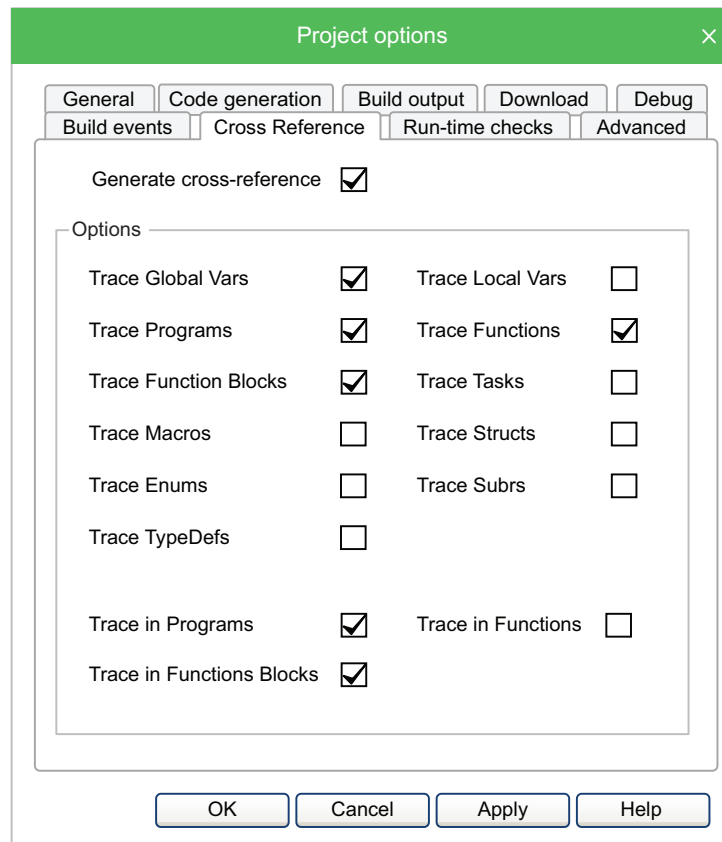 Project options
General Code generation Build output Download Debug
Build events Cross Reference Run-time checks Advanced
Generate cross-reference
Options
Trace Global Vars Trace Local Vars
Trace Programs Trace Functions
Trace Function Blocks Trace Tasks
Trace Macros Trace Structs
Trace Enums Trace Subrs
Trace TypeDefs
Trace in Programs Trace in Functions
Trace in Functions Blocks
OK Cancel Apply Help